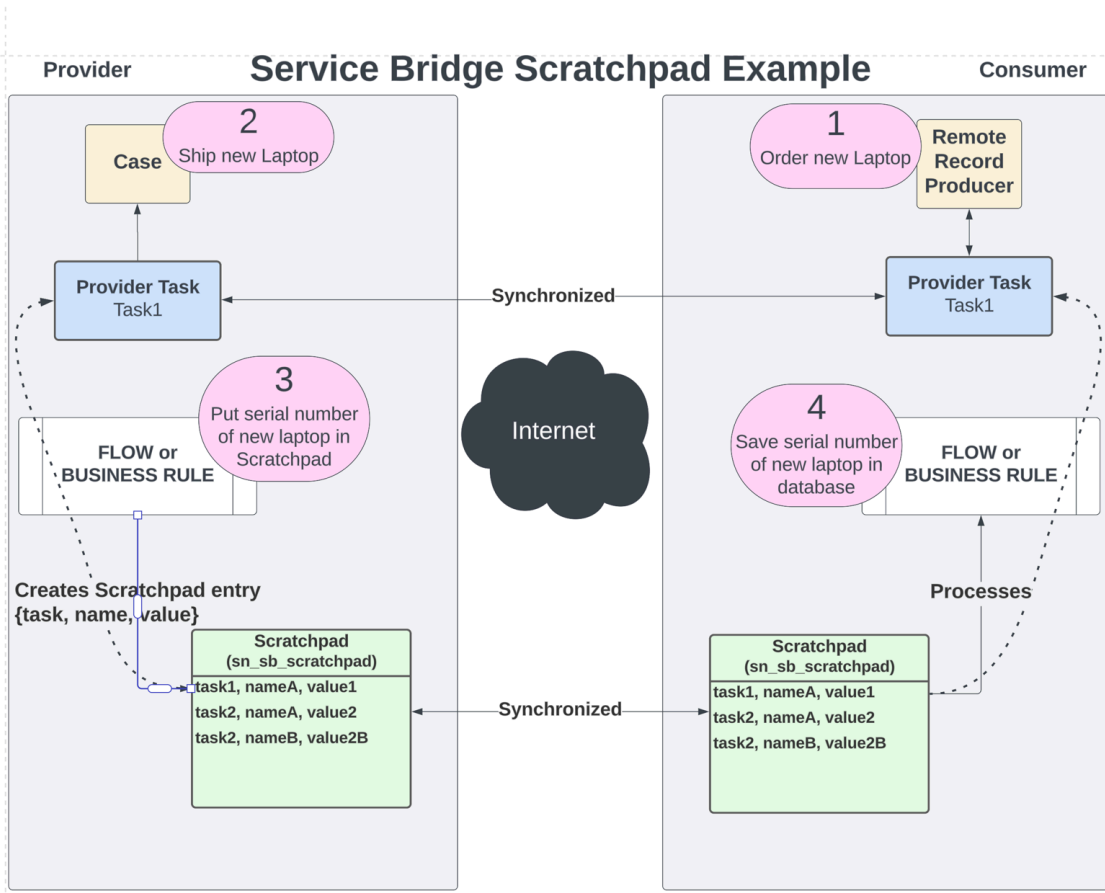 Service Bridge Scratchpad Example
Provider
Consumer
2
Ship new Laptop
Case
Provider Task
Task1
3
Put serial number
of new laptop in
Scratchpad
FLOW or
BUSINESS RULE
Creates Scratchpad entry
{task, name, value}
Scratchpad
(sn_sb_scratchpad)
task1, nameA, value1
task2, nameA, value2
task2, nameB, value2B
Synchronized
Internet
Synchronized
1
Order new Laptop
Remote
Record
Producer
Provider Task
Task1
4
Save serial number
of new laptop in
database
FLOW or
BUSINESS RULE
Processes
Scratchpad
(sn_sb_scratchpad)
task1, nameA, value1
task2, nameA, value2
task2, nameB, value2B